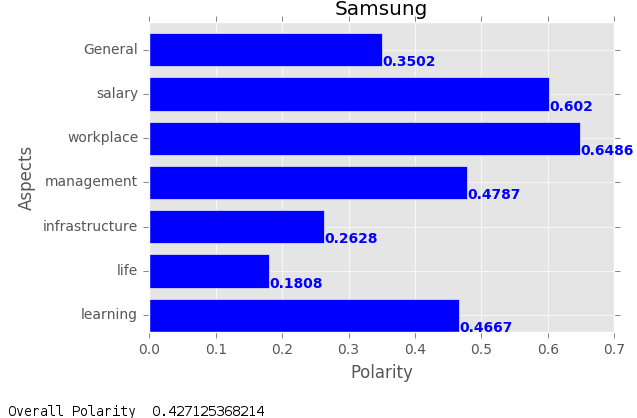 Samsung
General
0.3502
salary
0.602
workplace
0.6486
management
0.4787
infrastructure
0.2628
life
0.1808
learning
0.4667
Aspects
0.0 0.1 0.2 0.3 0.4 0.5 0.6 0.7
Polarity
Overall Polarity 0.427125368214